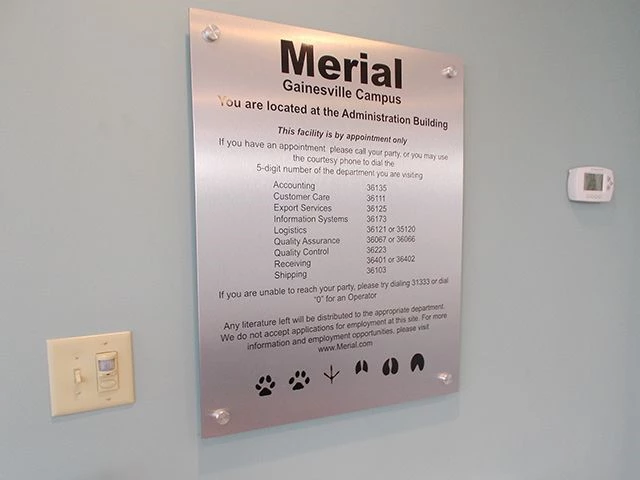 Merial
Gainesville Campus
You are located at the Administration Building
This facility is by appointment only
If you have an appointment please call your party, or you may use
the courtesy phone to dial the
5-digit number of the department you are visiting
Accounting 36135
Customer Care 36111
Export Services 36125
Information Systems 36173
Logistics 36121 or 35120
Quality Assurance 36067 or 36066
Quality Control 36223
Receiving 36401 or 36402
Shipping 36103
If you are unable to reach your party, please try dialing 31333 or dial
"0" for an Operator
Any literature left will be distributed to the appropriate department.
We do not accept applications for employment at this site. For more
information and employment opportunities, please visit
www.Merial.com